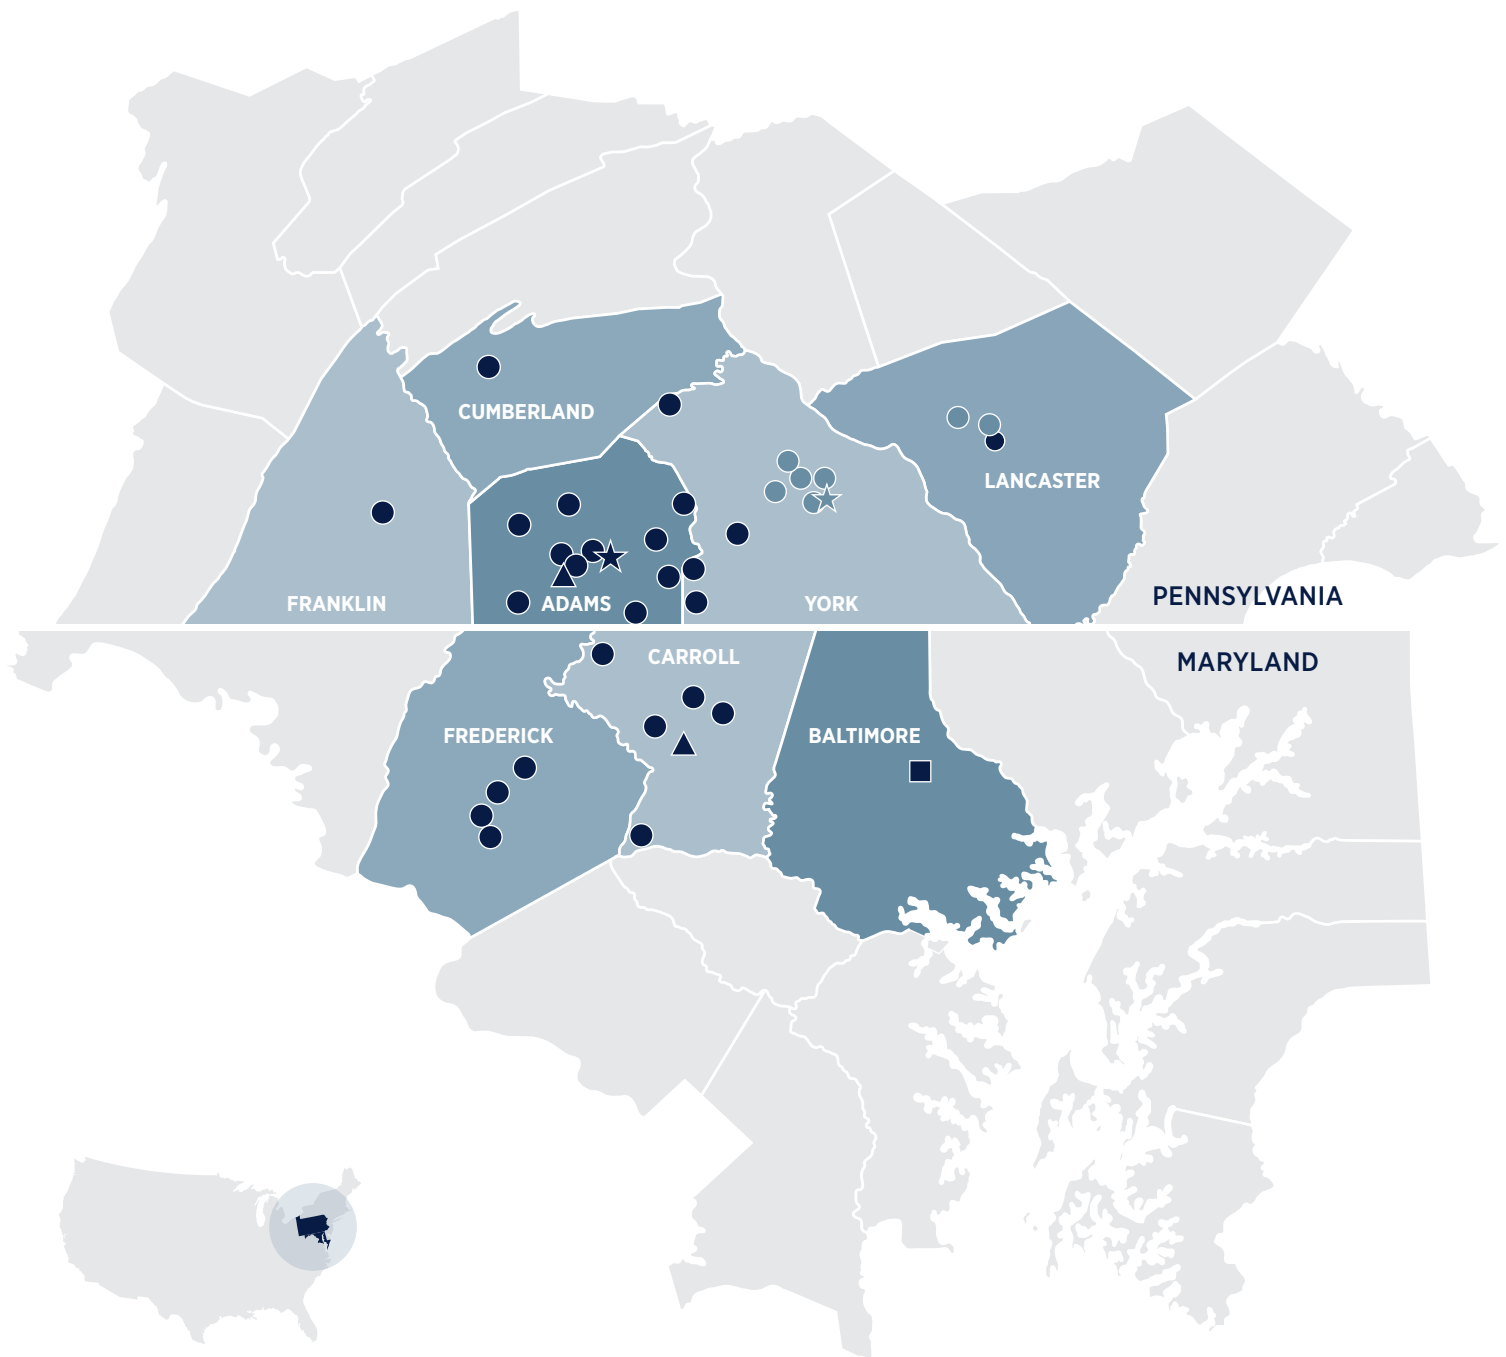 CUMBERLAND
LANCASTER
FRANKLIN
ADAMS
YORK
PENNSYLVANIA
CARROLL
MARYLAND
FREDERICK
BALTIMORE